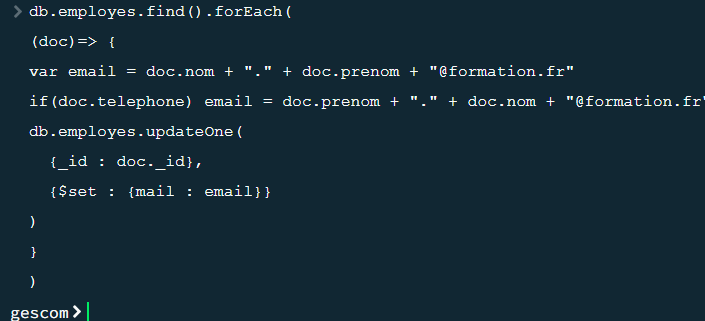 > db.employes.find().forEach(
(doc)=> {
var email = doc.nom + "." + doc.prenom + "@formation.fr"
if(doc.telephone) email = doc.prenom + "." + doc.nom + "@formation.fr"
db.employes.updateOne(
{_id : doc._id},
{$set : {mail : email}}
)
}
)
gescom>